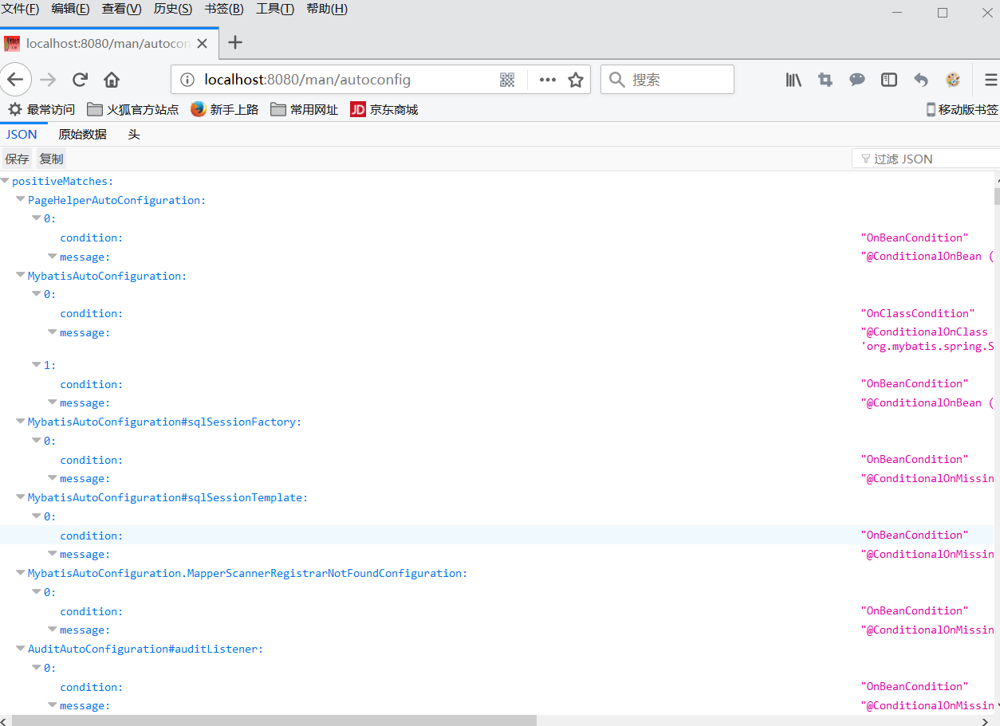 文件(F) 编辑(E) 查看(V) 历史(S) 书签(B) 工具(T) 帮助(H)
localhost:8080/man/autocon
localhost:8080/man/autoconfig 搜索
最常访问 火狐官方站点 新手上路 常用网址 JD 京东商城 移动版书签
JSON 原始数据 头
保存 复制 过滤 JSON
positiveMatches:
PageHelperAutoConfiguration:
0:
condition: "OnBeanCondition"
message: "@ConditionalOnBean (
MybatisAutoConfiguration:
0:
condition: "OnClassCondition"
message: "@ConditionalOnClass
'org.mybatis.spring.S
1:
condition: "OnBeanCondition"
message: "@ConditionalOnBean (
MybatisAutoConfiguration#sqlSessionFactory:
0:
condition: "OnBeanCondition"
message: "@ConditionalOnMissin
MybatisAutoConfiguration#sqlSessionTemplate:
0:
condition: "OnBeanCondition"
message: "@ConditionalOnMissin
MybatisAutoConfiguration.MapperScannerRegistrarNotFoundConfiguration:
0:
condition: "OnBeanCondition"
message: "@ConditionalOnMissin
AuditAutoConfiguration#auditListener:
0:
condition: "OnBeanCondition"
message: "@ConditionalOnMissin